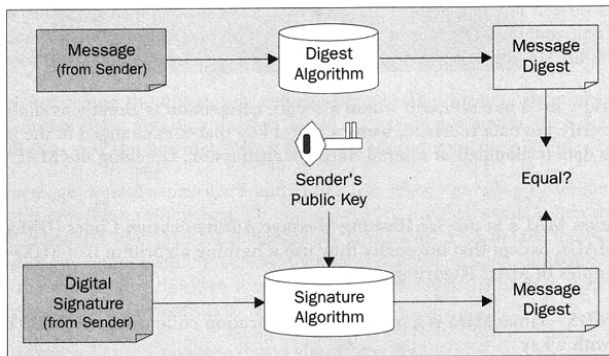 Message
(from Sender)
Digest
Algorithm
Message
Digest
Sender's
Public Key
Equal?
Digital
Signature
(from Sender)
Signature
Algorithm
Message
Digest